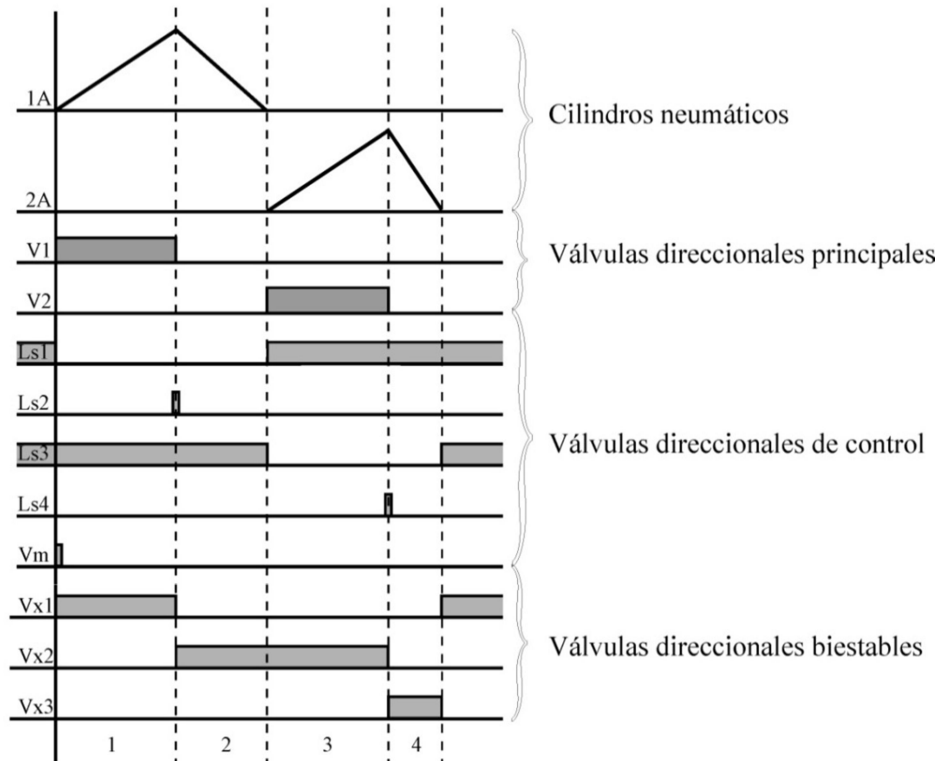 1A
Cilindros neumáticos
2A
V1
Válvulas direccionales principales
V2
Ls1
Ls2
Ls3
Válvulas direccionales de control
Ls4
Vm
Vx1
Vx2
Válvulas direccionales biestables
Vx3
1 2 3 4